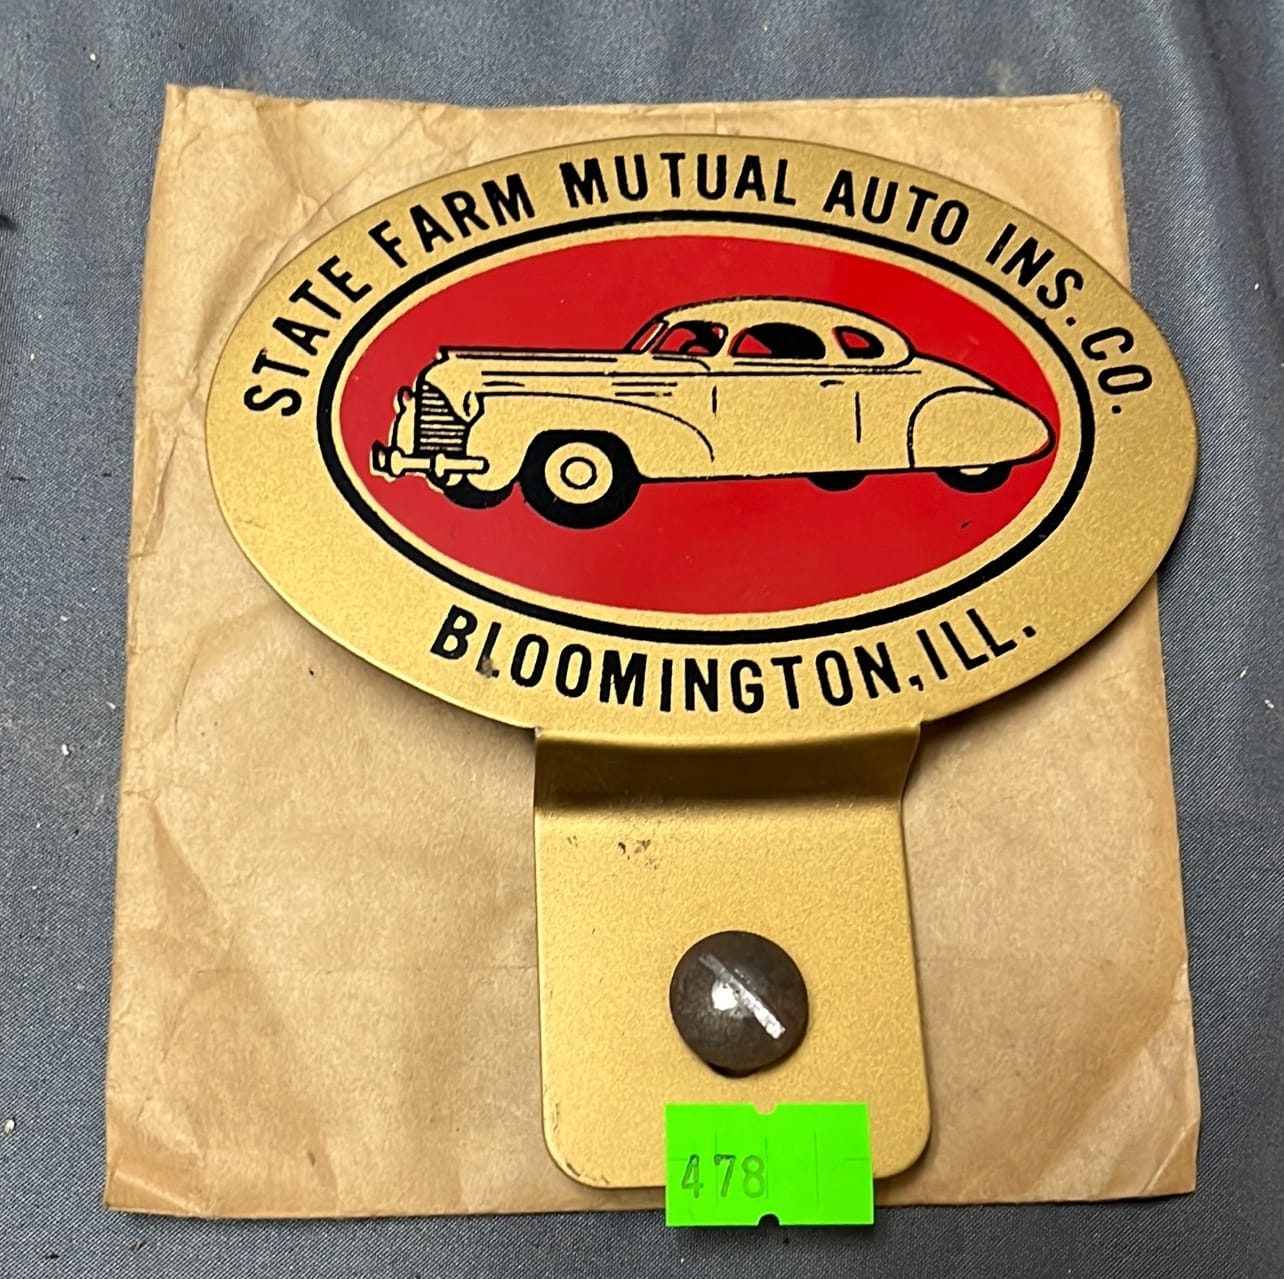 STATE FARM MUTUAL AUTO INS. CO.
BLOOMINGTON, ILL.
478